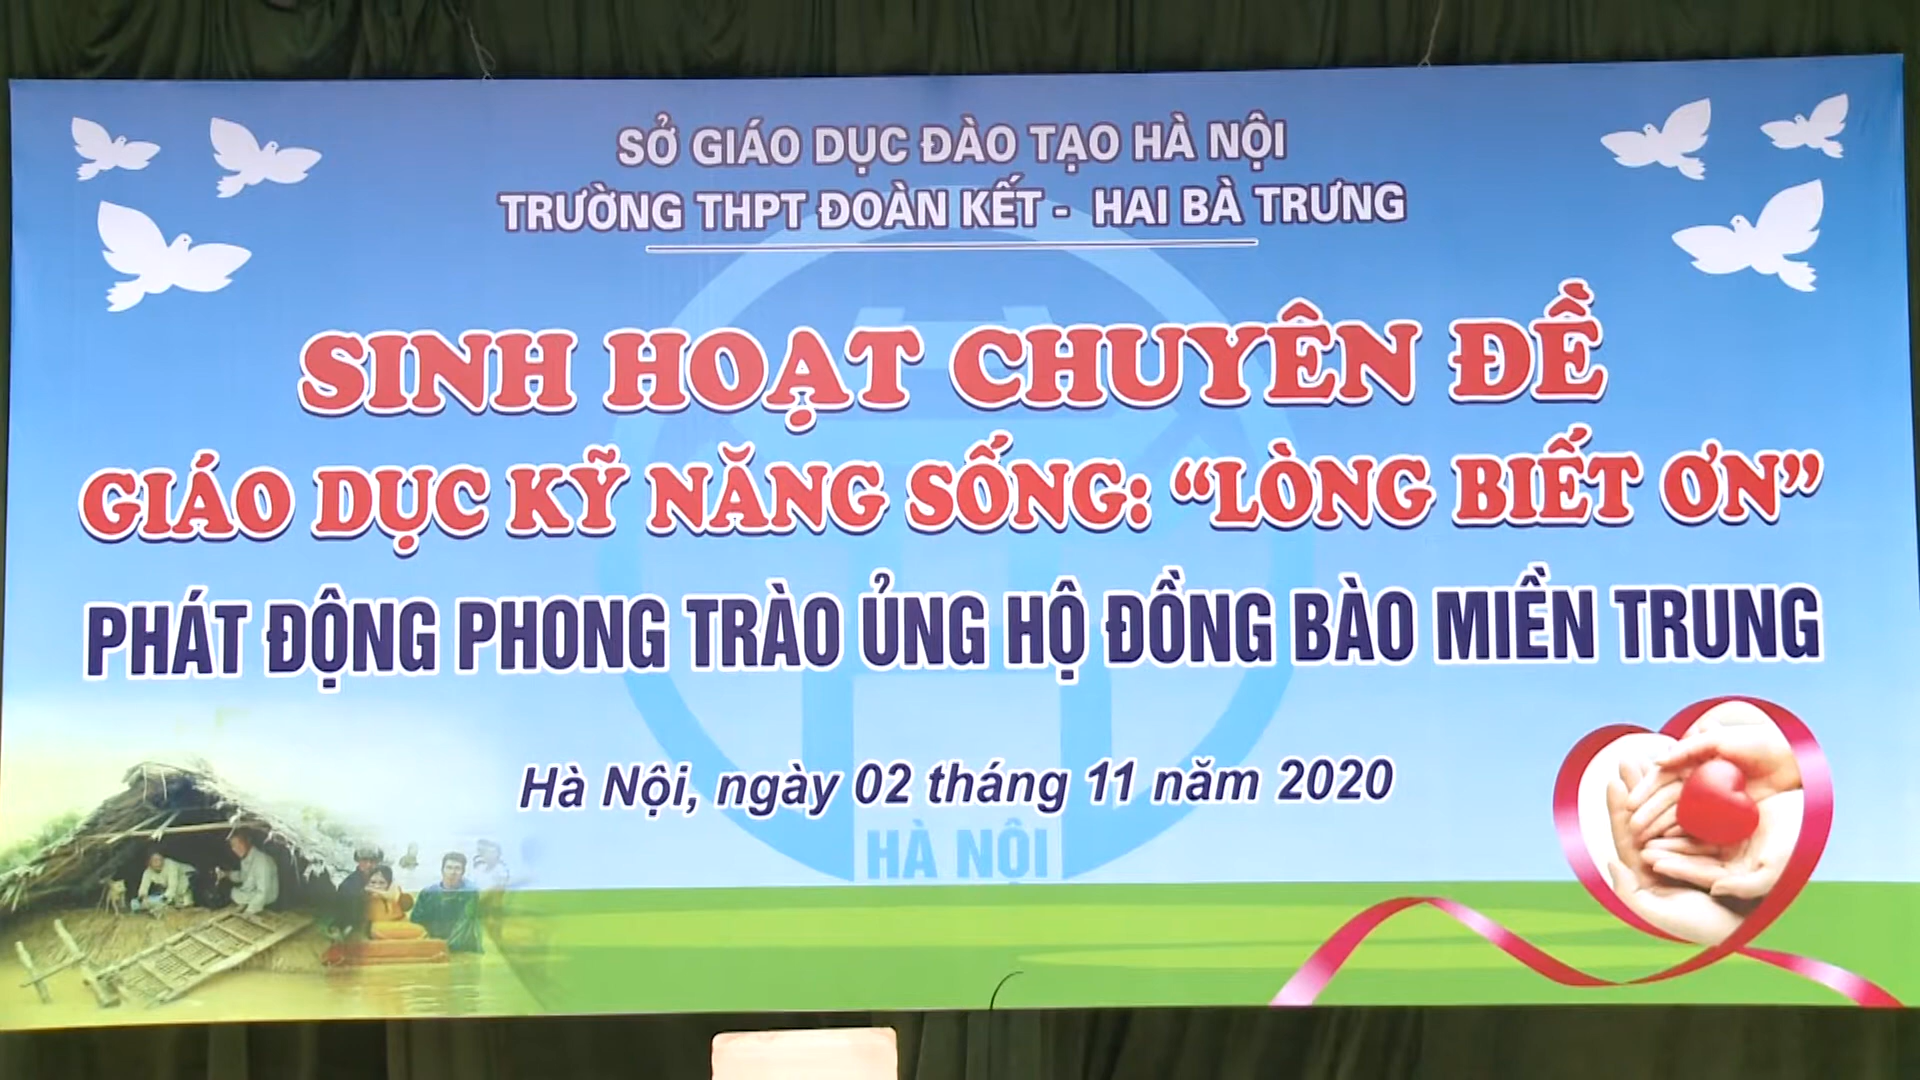 SỞ GIÁO DỤC ĐÀO TẠO HÀ NỘI
TRƯỜNG THPT ĐOÀN KẾT - HAI BÀ TRƯNG
SINH HOẠT CHUYÊN ĐỀ
GIÁO DỤC KỸ NĂNG SỐNG: “LÒNG BIẾT ƠN”
PHÁT ĐỘNG PHONG TRÀO ỦNG HỘ ĐỒNG BÀO MIỀN TRUNG
Hà Nội, ngày 02 tháng 11 năm 2020
HÀ NỘI